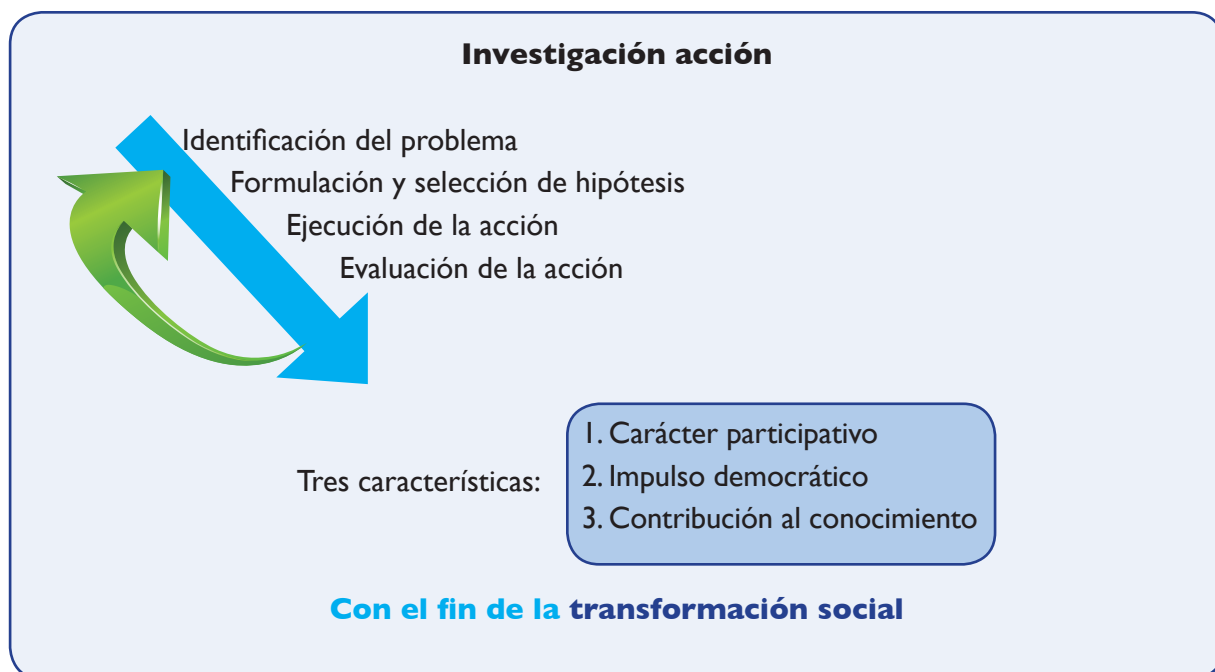 Investigación acción
Identificación del problema
Formulación y selección de hipótesis
Ejecución de la acción
Evaluación de la acción
Tres características:
1. Carácter participativo
2. Impulso democrático
3. Contribución al conocimiento
Con el fin de la transformación social